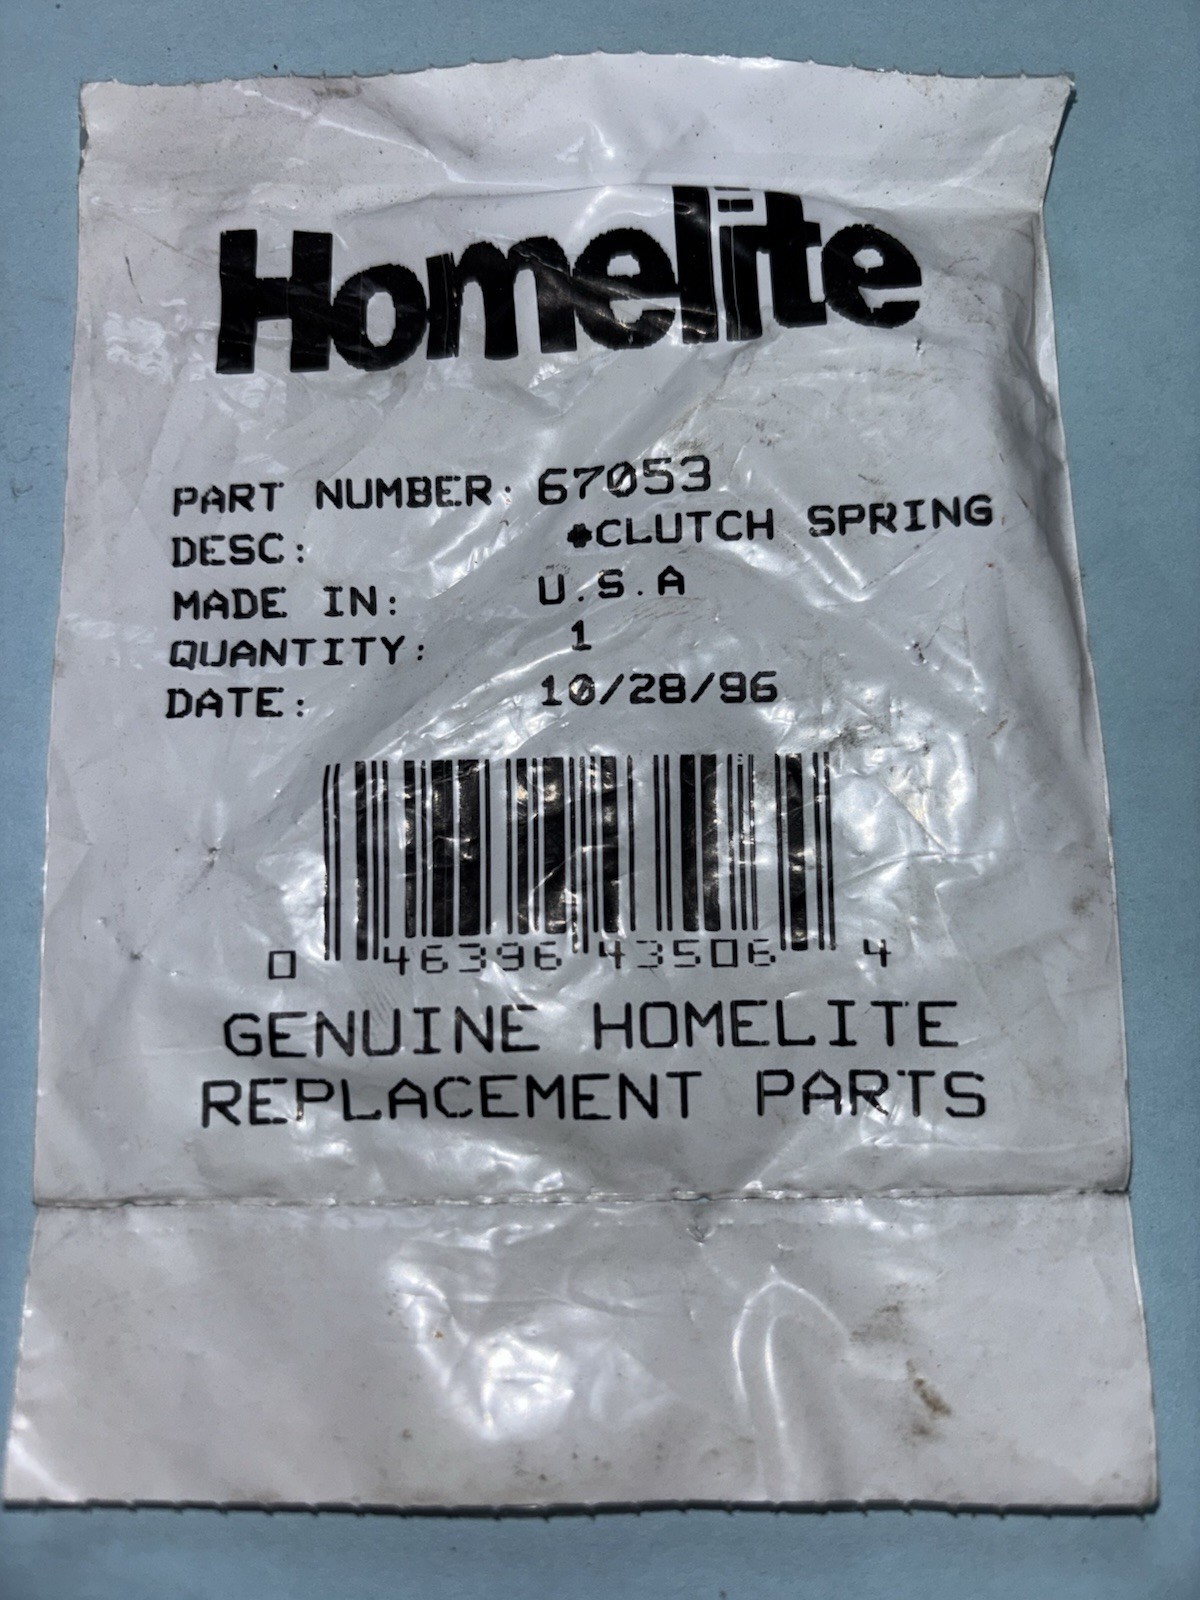 Homelite
PART NUMBER: 67053
DESC: *CLUTCH SPRING
MADE IN: U.S.A
QUANTITY: 1
DATE: 10/28/96
0 46396 43506 4
GENUINE HOMELITE
REPLACEMENT PARTS